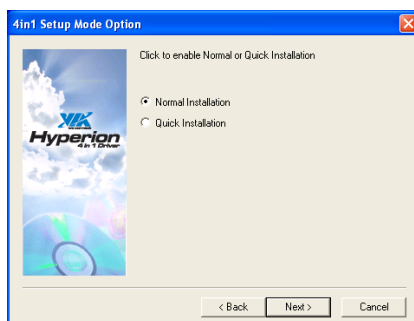 4in1 Setup Mode Option
Click to enable Normal or Quick Installation
VIA
Hyperion
4 in 1 Driver
Normal Installation
Quick Installation
< Back
Next >
Cancel